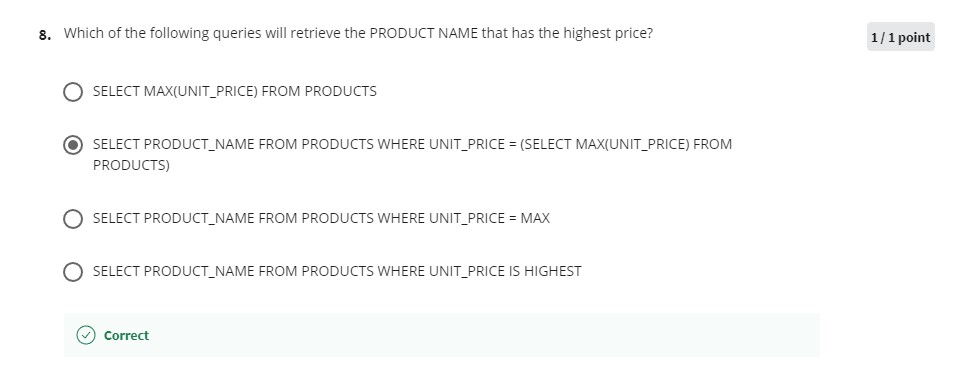 8. Which of the following queries will retrieve the PRODUCT NAME that has the highest price?
1 / 1 point
SELECT MAX(UNIT_PRICE) FROM PRODUCTS
SELECT PRODUCT_NAME FROM PRODUCTS WHERE UNIT_PRICE = (SELECT MAX(UNIT_PRICE) FROM
PRODUCTS)
SELECT PRODUCT_NAME FROM PRODUCTS WHERE UNIT_PRICE = MAX
SELECT PRODUCT_NAME FROM PRODUCTS WHERE UNIT_PRICE IS HIGHEST
Correct